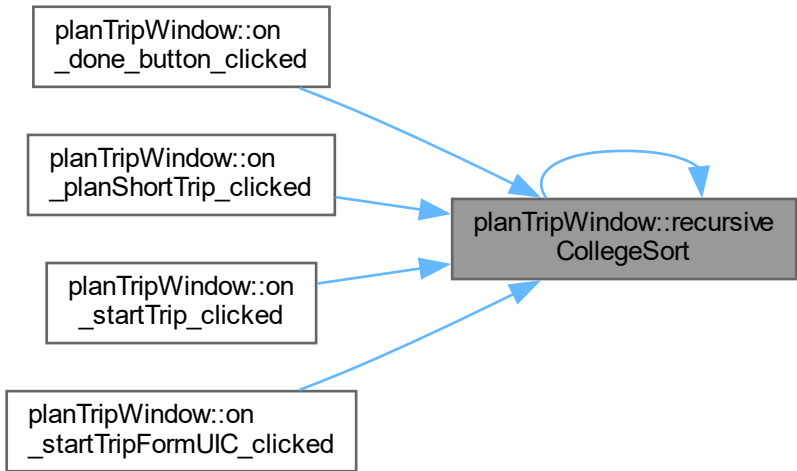 planTripWindow::on
_done_button_clicked
planTripWindow::on
_planShortTrip_clicked
planTripWindow::recursive
CollegeSort
planTripWindow::on
_startTrip_clicked
planTripWindow::on
_startTripFormUIC_clicked